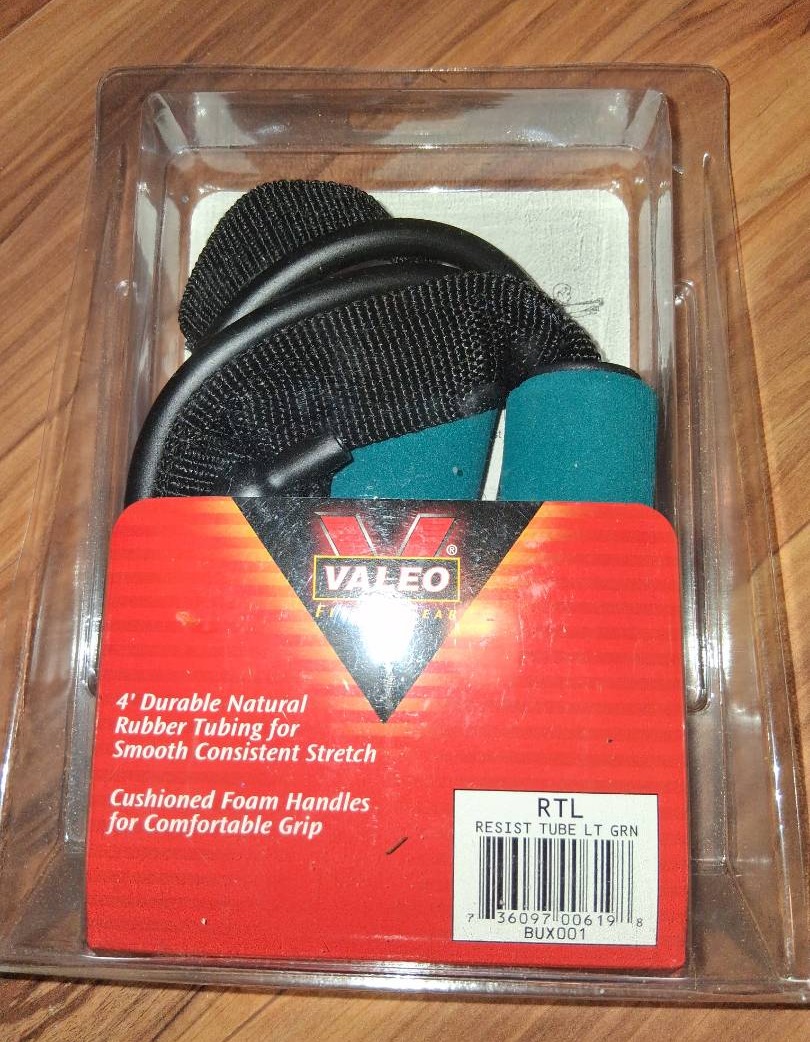 ®
VALEO
4' Durable Natural
Rubber Tubing for
Smooth Consistent Stretch
Cushioned Foam Handles
for Comfortable Grip
RTL
RESIST TUBE LT GRN
7 36097 00619 8
BUX001